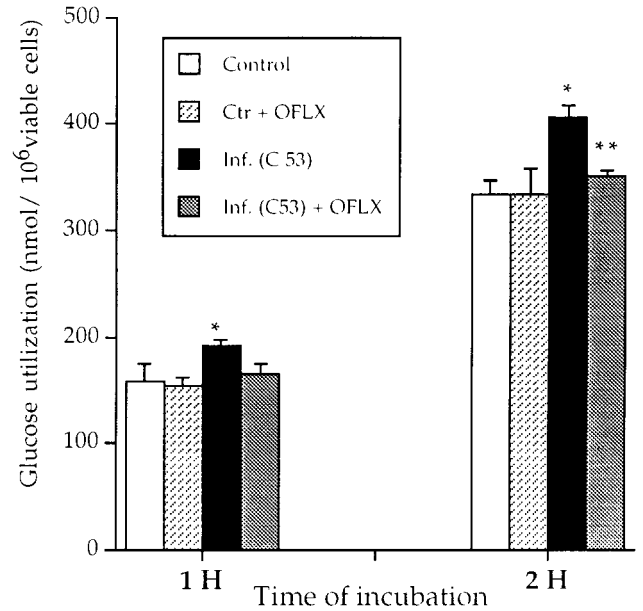 Glucose utilization (nmol/ 10⁶viable cells)
500
400
300
200
100
0
Control
Ctr + OFLX
Inf. (C 53)
Inf. (C53) + OFLX
*
*
**
1 H
2 H
Time of incubation